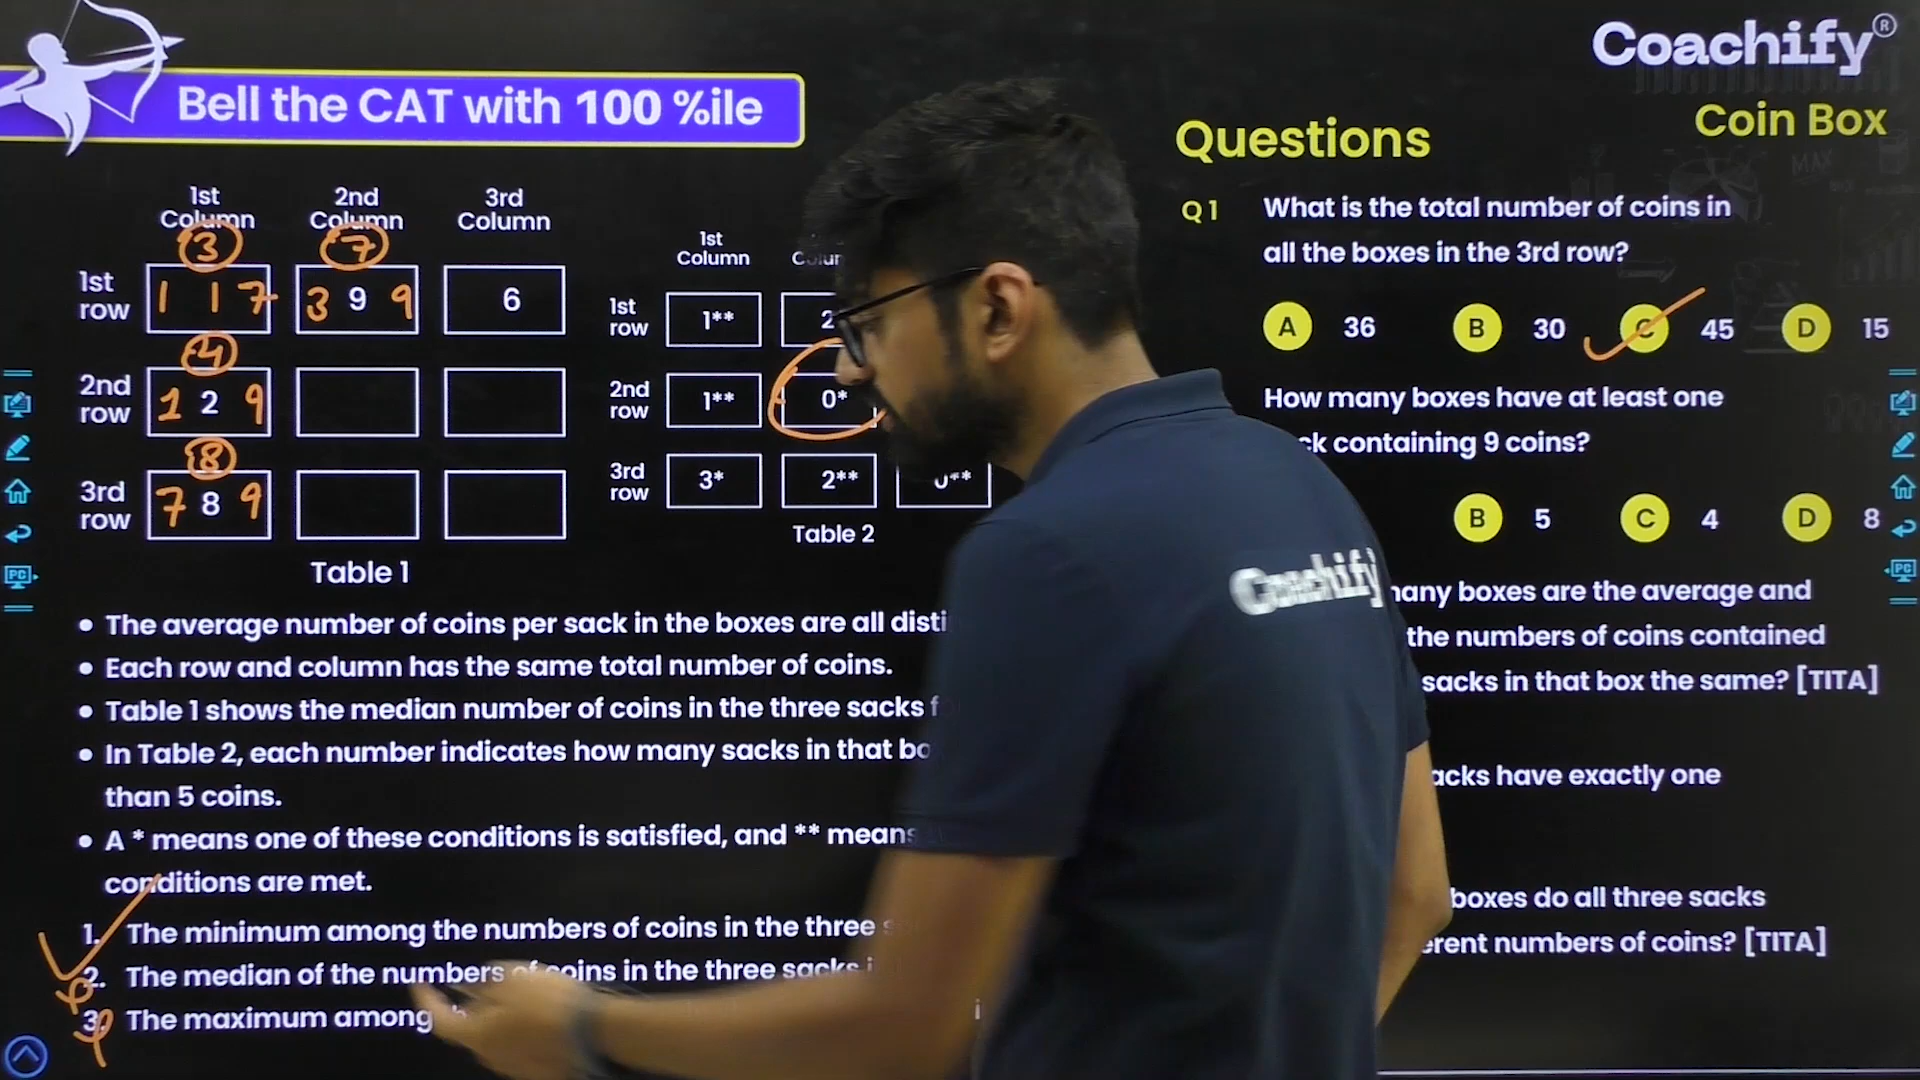 Coachify®
Bell the CAT with 100 %ile
Coin Box
Questions
1st Column
2nd Column
3rd Column
3
7
1st row
1 1 7
3 9 9
6
4
2nd row
1 2 9
8
3rd row
7 8 9
Table 1
1st Column
1st row
1**
2
2nd row
1**
0*
3rd row
3*
2**
0**
Table 2
• The average number of coins per sack in the boxes are all
• Each row and column has the same total number of coins.
• Table 1 shows the median number of coins in the three sacks
• In Table 2, each number indicates how many sacks in that
than 5 coins.
• A * means one of these conditions is satisfied, and ** means
conditions are met.
1. The minimum among the numbers of coins in the three
2. The median of the numbers of coins in the three sacks
3. The maximum among
Q 1 What is the total number of coins in
all the boxes in the 3rd row?
A 36 B 30 C 45 D 15
How many boxes have at least one
containing 9 coins?
B 5 C 4 D 8
many boxes are the average and
the numbers of coins contained
sacks in that box the same? [TITA]
sacks have exactly one
boxes do all three sacks
numbers of coins? [TITA]
Coachify
PC
PC